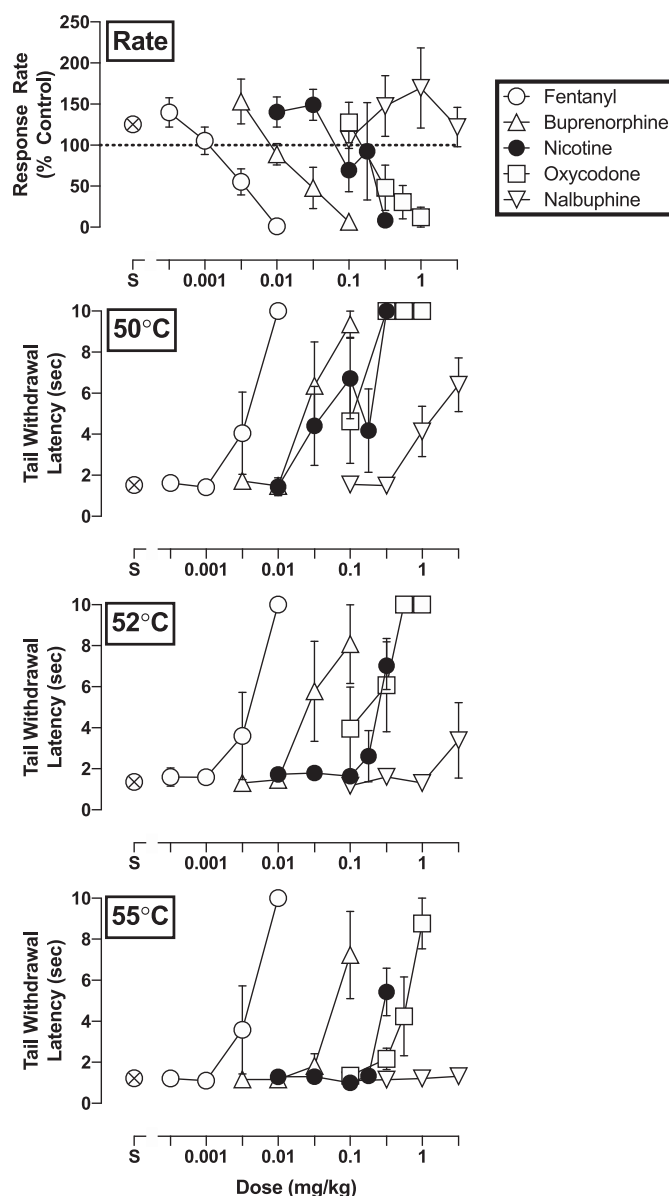 Rate
Response Rate
(% Control)
250
200
150
100
50
0
S
0.001
0.01
0.1
1
Fentanyl
Buprenorphine
Nicotine
Oxycodone
Nalbuphine
50°C
Tail Withdrawal
Latency (sec)
10
8
6
4
2
0
S
0.001
0.01
0.1
1
52°C
Tail Withdrawal
Latency (sec)
10
8
6
4
2
0
S
0.001
0.01
0.1
1
55°C
Tail Withdrawal
Latency (sec)
10
8
6
4
2
0
S
0.001
0.01
0.1
1
Dose (mg/kg)